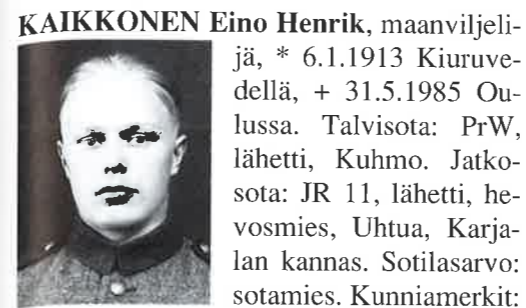 KAIKKONEN Eino Henrik, maanviljeli-
jä, * 6.1.1913 Kiuruve-
dellä, + 31.5.1985 Ou-
lussa. Talvisota: PrW,
lähetti, Kuhmo. Jatko-
sota: JR 11, lähetti, he-
vosmies, Uhtua, Karja-
lan kannas. Sotilasarvo:
sotamies. Kunniamerkit: